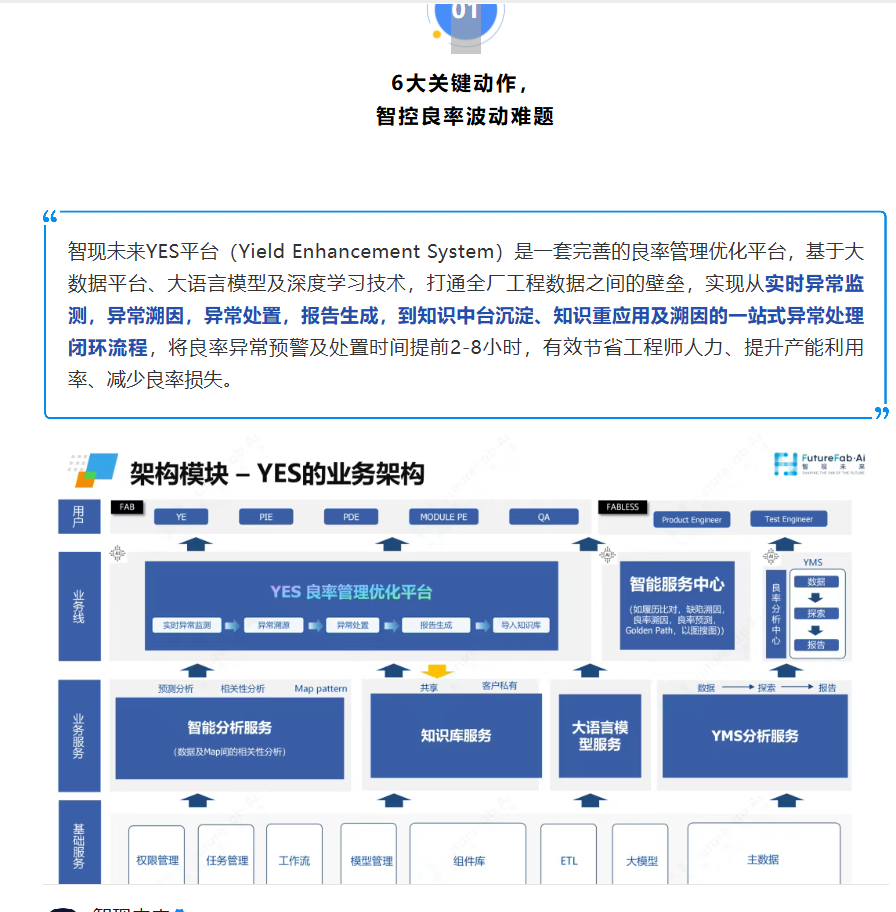 01
6大关键动作，
智控良率波动难题
“
智现未来YES平台（Yield Enhancement System）是一套完善的良率管理优化平台，基于大
数据平台、大语言模型及深度学习技术，打通全厂工程数据之间的壁垒，实现从实时异常监
测，异常溯因，异常处置，报告生成，到知识中台沉淀、知识重应用及溯因的一站式异常处理
闭环流程，将良率异常预警及处置时间提前2-8小时，有效节省工程师人力、提升产能利用
率、减少良率损失。
”
架构模块 – YES的业务架构
FutureFab·Ai
智现未来
SHAPING THE FAB OF THE FUTURE
用户
FAB
YE
PIE
PDE
MODULE PE
QA
FABLESS
Product Engineer
Test Engineer
业务线
YES 良率管理优化平台
实时异常监测
异常溯源
异常处置
报告生成
导入知识库
智能服务中心
(如履历比对，缺陷溯因，
良率溯因，良率预测，
Golden Path，以图搜图))
YMS
良率分析中心
数据
探索
报告
业务服务
预测分析
相关性分析
Map pattern
智能分析服务
(数据及Map间的相关性分析)
共享
客户私有
知识库服务
大语言模
型服务
数据
探索
报告
YMS分析服务
基础服务
权限管理
任务管理
工作流
模型管理
组件库
ETL
大模型
主数据
智现未来